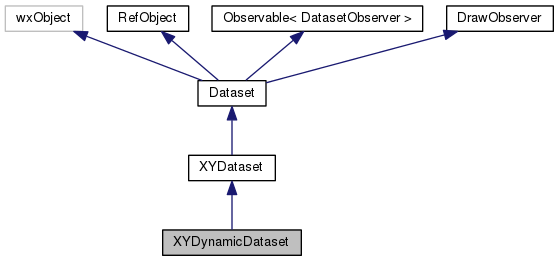 wxObject
RefObject
Observable< DatasetObserver >
DrawObserver
Dataset
XYDataset
XYDynamicDataset